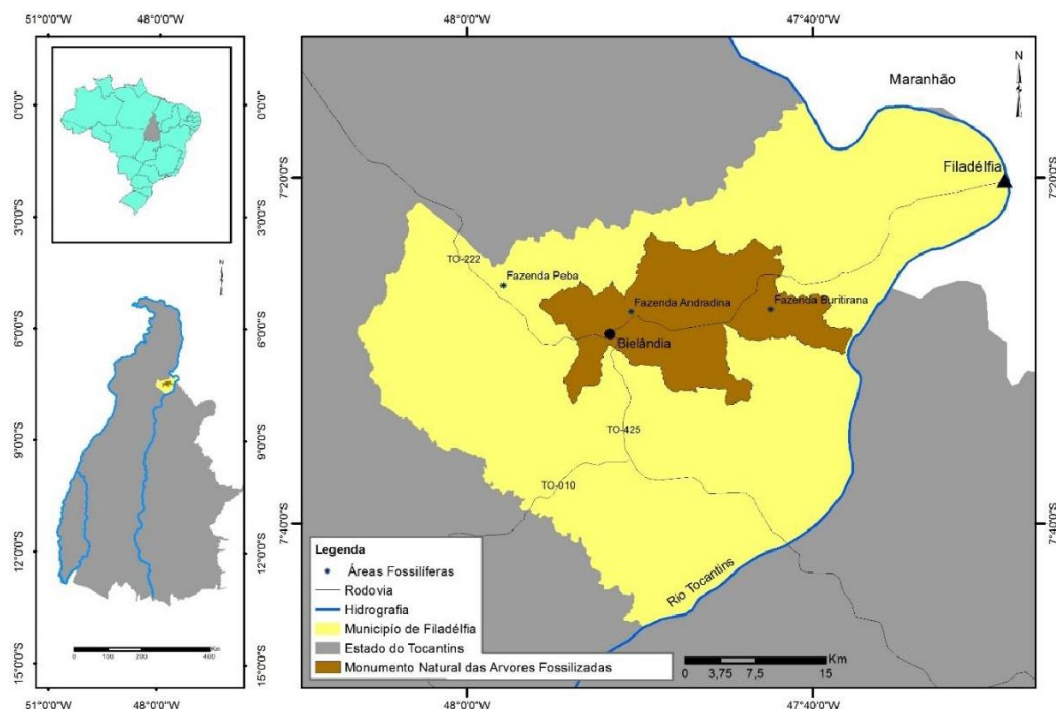 51°0'0"W
48°0'0"W
48°0'0"W
47°40'0"W
0°0'0"
3°0'0"S
6°0'0"S
9°0'0"S
12°0'0"S
15°0'0"S
0°0'0"
3°0'0"S
6°0'0"S
9°0'0"S
12°0'0"S
15°0'0"S
N
Km
0 100 200 400
51°0'0"W
48°0'0"W
N
Maranhão
Filadélfia
7°20'0"S
7°20'0"S
TO-222
Fazenda Peba
Fazenda Andradina
Fazenda Buritirana
Bielândia
TO-425
TO-010
7°40'0"S
7°40'0"S
Rio Tocantins
Legenda
Áreas Fossilíferas
Rodovia
Hidrografia
Município de Filadélfia
Estado do Tocantins
Monumento Natural das Arvores Fossilizadas
Km
0 3,75 7,5 15
48°0'0"W
47°40'0"W